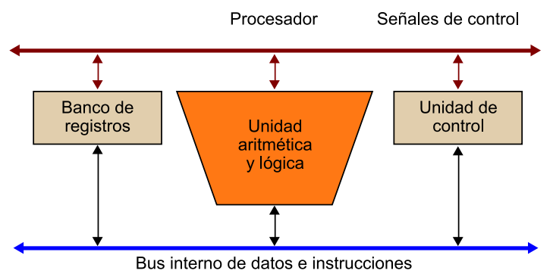 Procesador
Señales de control
Banco de
registros
Unidad
aritmética
y lógica
Unidad de
control
Bus interno de datos e instrucciones